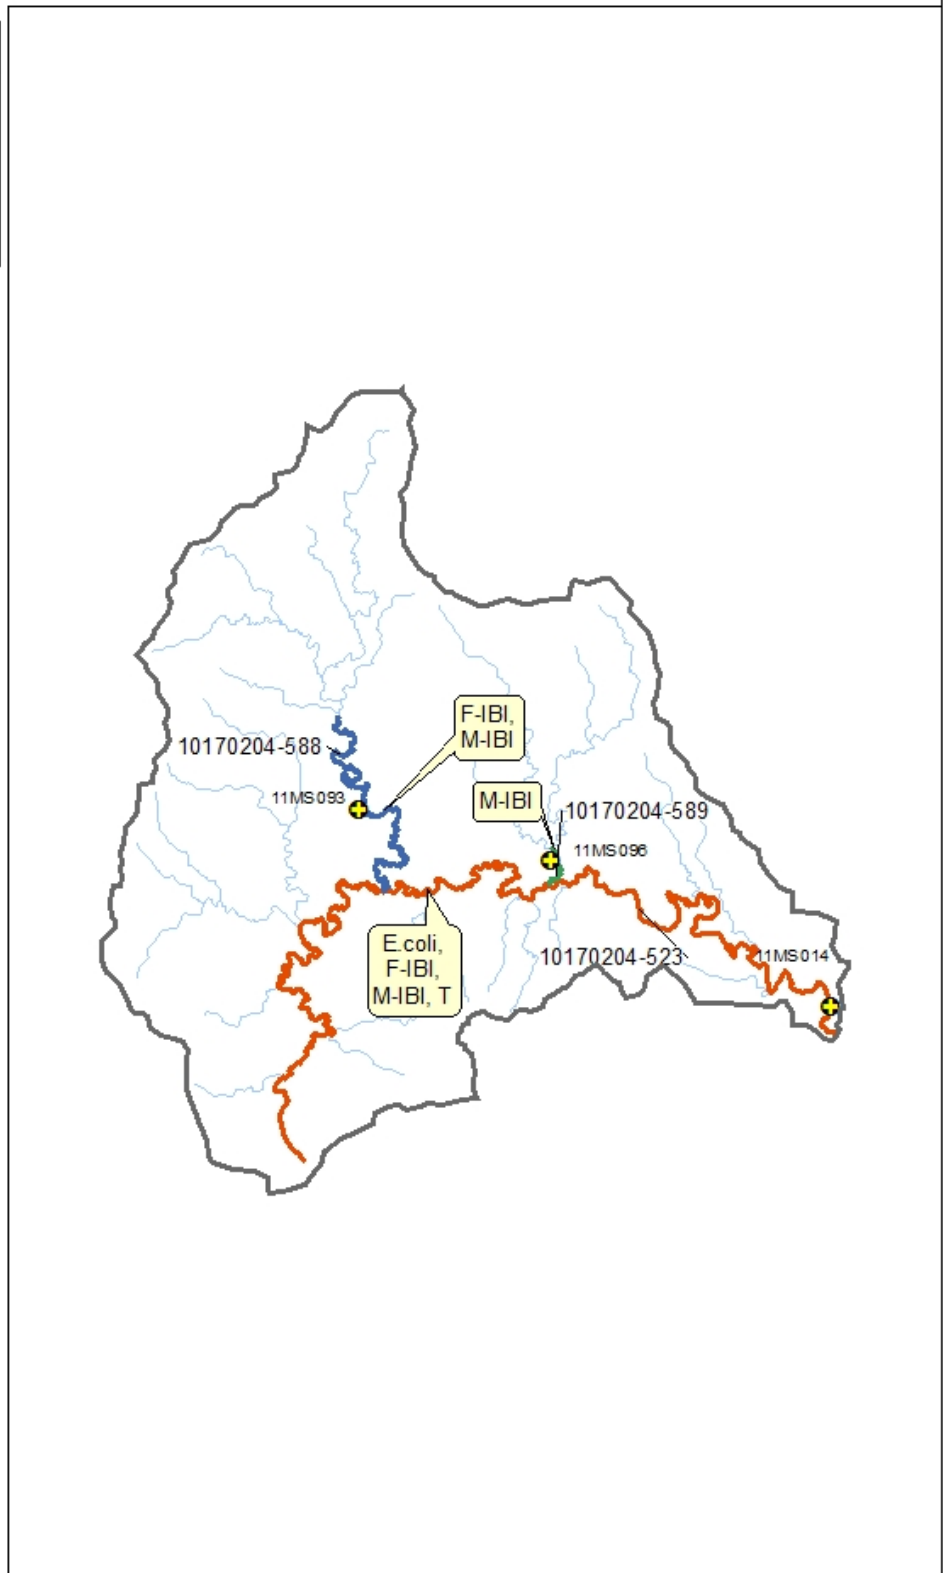 F-IBI,
M-IBI
10170204-588
11MS093
M-IBI
10170204-589
11MS096
E.coli,
F-IBI,
M-IBI, T
10170204-523
11MS014